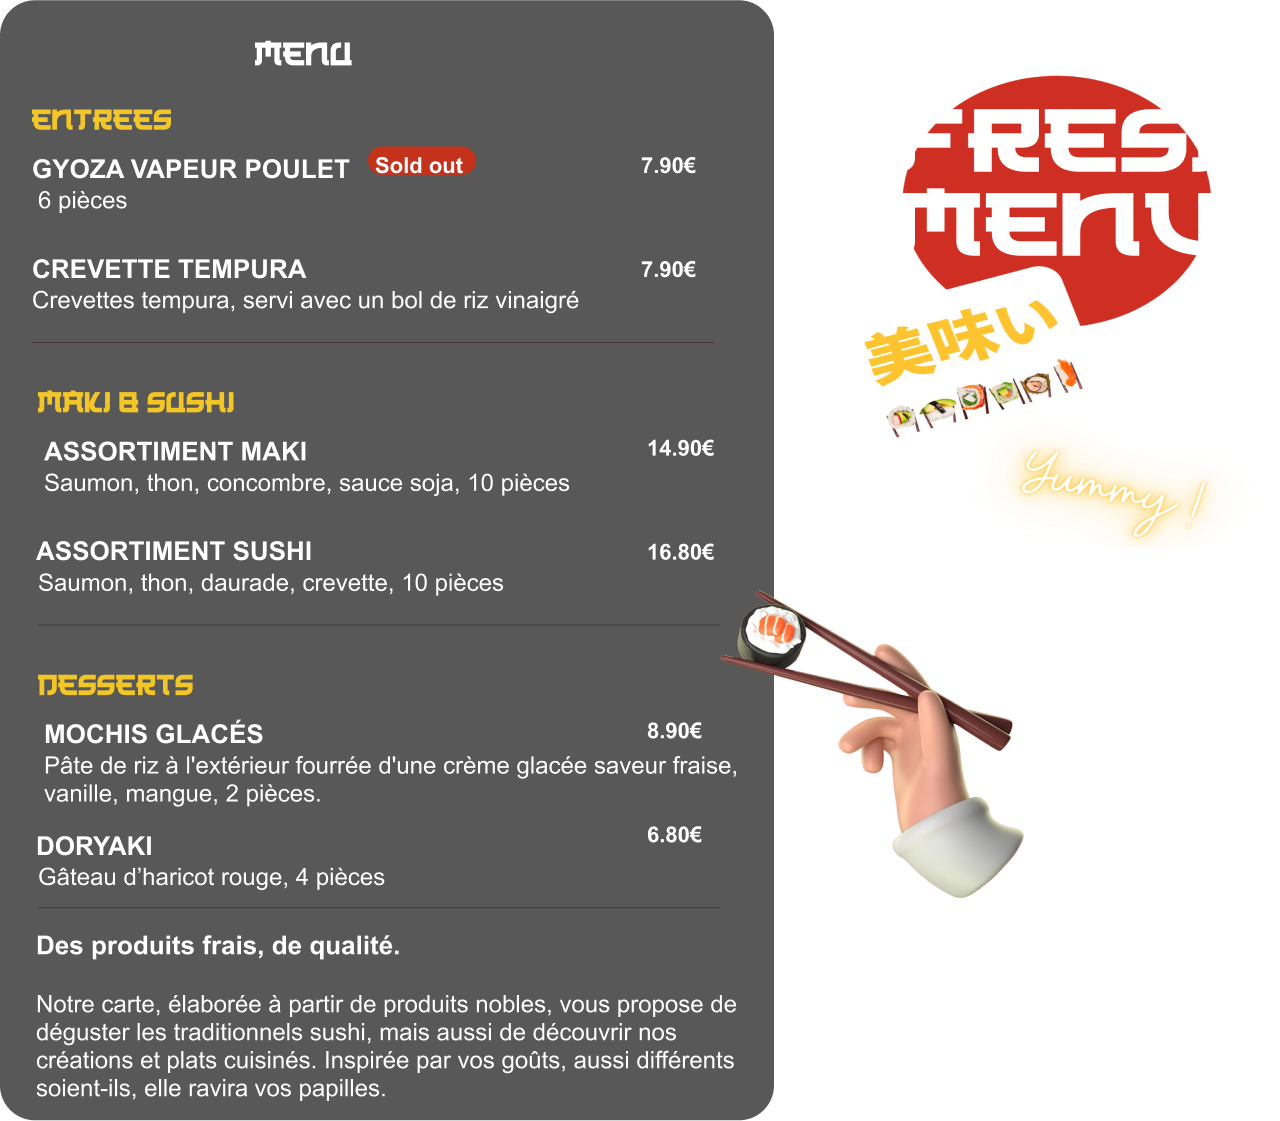 MENU
ENTREES
GYOZA VAPEUR POULET Sold out 7.90€
6 pièces
CREVETTE TEMPURA 7.90€
Crevettes tempura, servi avec un bol de riz vinaigré
MAKI & SUSHI
ASSORTIMENT MAKI 14.90€
Saumon, thon, concombre, sauce soja, 10 pièces
ASSORTIMENT SUSHI 16.80€
Saumon, thon, daurade, crevette, 10 pièces
DESSERTS
MOCHIS GLACÉS 8.90€
Pâte de riz à l'extérieur fourrée d'une crème glacée saveur fraise,
vanille, mangue, 2 pièces.
DORYAKI 6.80€
Gâteau d’haricot rouge, 4 pièces
Des produits frais, de qualité.
Notre carte, élaborée à partir de produits nobles, vous propose de
déguster les traditionnels sushi, mais aussi de découvrir nos
créations et plats cuisinés. Inspirée par vos goûts, aussi différents
soient-ils, elle ravira vos papilles.
FRESH
MENU
美味い
Yummy !